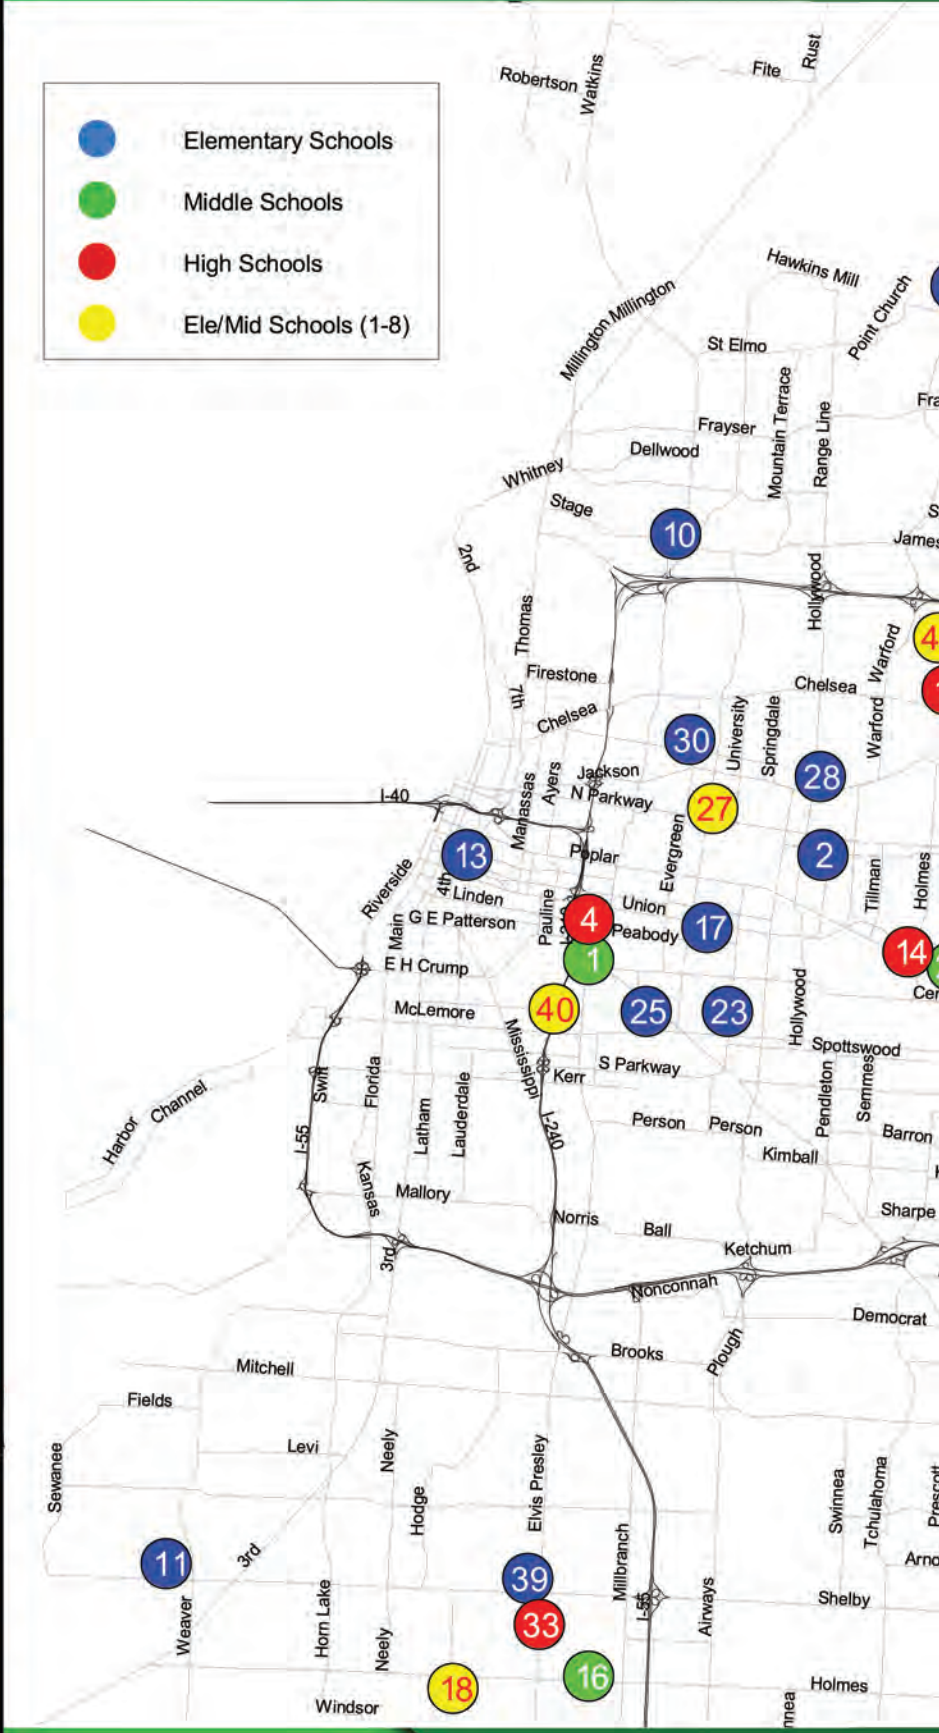 Elementary Schools
Middle Schools
High Schools
Ele/Mid Schools (1-8)
Robertson
Watkins
Fite
Rust
Hawkins Mill
Point Church
Millington
Millington
St Elmo
Mountain Terrace
Range Line
Frayser
Dellwood
Whitney
Stage
10
2nd
Hollywood
Thomas
Warford
Firestone
Chelsea
7th
Chelsea
Warford
University
Springdale
30
28
Jackson
Ayers
N Parkway
Manassas
27
I-40
13
Poplar
Evergreen
2
Riverside
4th
Linden
Tillman
Holmes
Pauline
Union
G E Patterson
4
Peabody
17
Main
14
E H Crump
1
McLemore
40
25
23
Hollywood
Mississippi
Spottswood
S Parkway
Kerr
Swift
Florida
Latham
Lauderdale
Pendleton
Semmes
Channel
Harbor
I-55
I-240
Person
Person
Barron
Kimball
Kansas
Mallory
Sharpe
Norris
Ball
3rd
Ketchum
Nonconnah
Democrat
Brooks
Plough
Mitchell
Fields
Levi
Neely
Sewanee
Hodge
Elvis Presley
Swinnea
Tchulahoma
11
3rd
39
Millbranch
I-55
Airways
Shelby
Weaver
Horn Lake
Neely
33
18
16
Holmes
Windsor